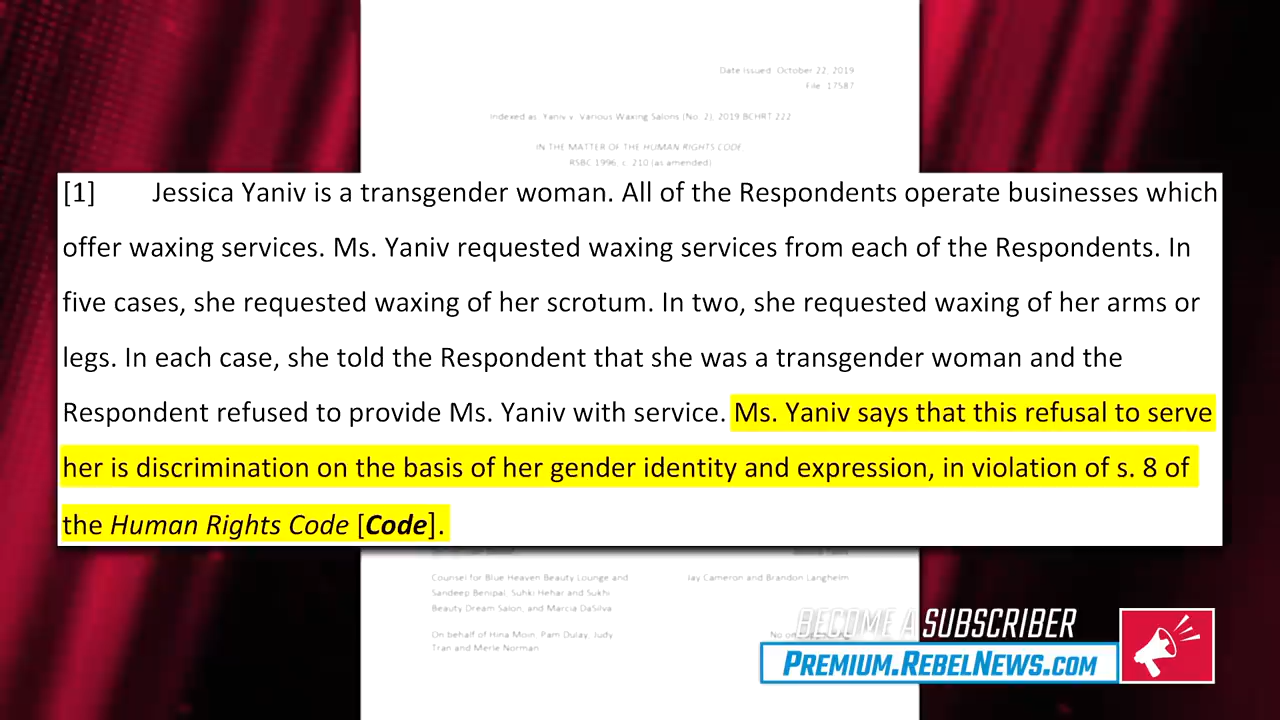 Date issued: October 22, 2019
File: 17587
Indexed as: Yaniv v. Various Waxing Salons (No. 2), 2019 BCHRT 222
IN THE MATTER OF THE HUMAN RIGHTS CODE,
RSBC 1996, c. 210 (as amended)
[1] Jessica Yaniv is a transgender woman. All of the Respondents operate businesses which
offer waxing services. Ms. Yaniv requested waxing services from each of the Respondents. In
five cases, she requested waxing of her scrotum. In two, she requested waxing of her arms or
legs. In each case, she told the Respondent that she was a transgender woman and the
Respondent refused to provide Ms. Yaniv with service. Ms. Yaniv says that this refusal to serve
her is discrimination on the basis of her gender identity and expression, in violation of s. 8 of
the Human Rights Code [Code].
Counsel for Blue Heaven Beauty Lounge and
Sandeep Benipal, Suhki Hehar and Sukhi
Beauty Dream Salon, and Marcia DaSilva
Jay Cameron and Brandon Langhelm
On behalf of Hina Moin, Pam Dulay, Judy
Tran and Merle Norman
No
BECOME A SUBSCRIBER
PREMIUM.REBELNEWS.COM